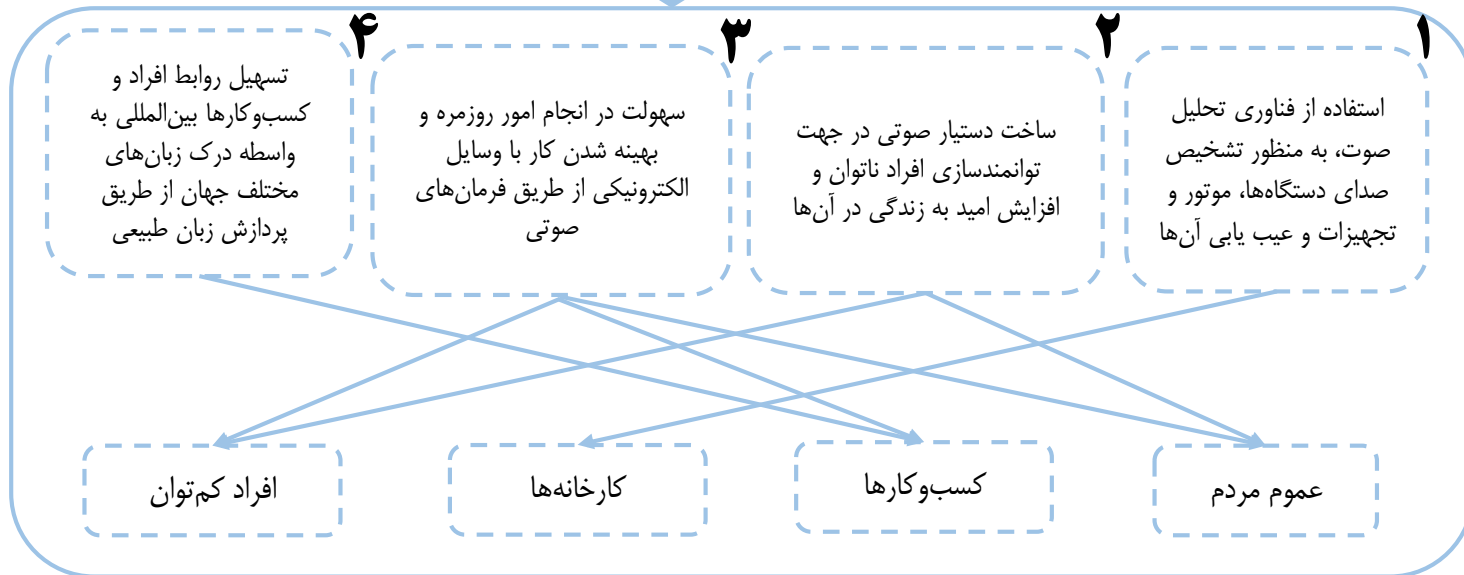 ۱
استفاده از فناوری تحلیل
صوت، به منظور تشخیص
صدای دستگاه‌ها، موتور و
تجهیزات و عیب یابی آن‌ها
۲
ساخت دستیار صوتی در جهت
توانمندسازی افراد ناتوان و
افزایش امید به زندگی در آن‌ها
۳
سهولت در انجام امور روزمره و
بهینه شدن کار با وسایل
الکترونیکی از طریق فرمان‌های
صوتی
۴
تسهیل روابط افراد و
کسب‌وکارها بین‌المللی به
واسطه درک زبان‌های
مختلف جهان از طریق
پردازش زبان طبیعی
عموم مردم
کسب‌وکارها
کارخانه‌ها
افراد کم‌توان